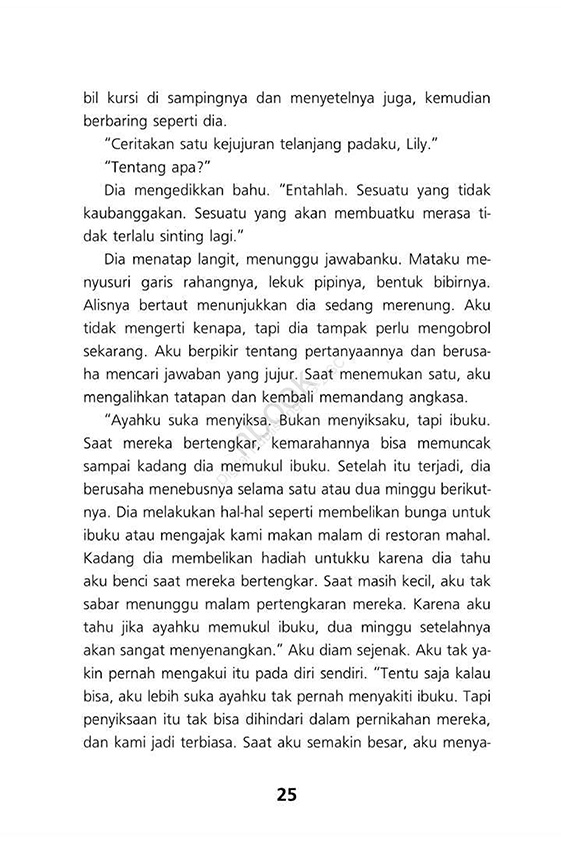 bil kursi di sampingnya dan menyetelnya juga, kemudian
berbaring seperti dia.
“Ceritakan satu kejujuran telanjang padaku, Lily.”
“Tentang apa?”
Dia mengedikkan bahu. “Entahlah. Sesuatu yang tidak
kaubanggakan. Sesuatu yang akan membuatku merasa ti-
dak terlalu sinting lagi.”
Dia menatap langit, menunggu jawabanku. Mataku me-
nyusuri garis rahangnya, lekuk pipinya, bentuk bibirnya.
Alisnya bertaut menunjukkan dia sedang merenung. Aku
tidak mengerti kenapa, tapi dia tampak perlu mengobrol
sekarang. Aku berpikir tentang pertanyaannya dan berusa-
ha mencari jawaban yang jujur. Saat menemukan satu, aku
mengalihkan tatapan dan kembali memandang angkasa.
“Ayahku suka menyiksa. Bukan menyiksaku, tapi ibuku.
Saat mereka bertengkar, kemarahannya bisa memuncak
sampai kadang dia memukul ibuku. Setelah itu terjadi, dia
berusaha menebusnya selama satu atau dua minggu berikut-
nya. Dia melakukan hal-hal seperti membelikan bunga untuk
ibuku atau mengajak kami makan malam di restoran mahal.
Kadang dia membelikan hadiah untukku karena dia tahu
aku benci saat mereka bertengkar. Saat masih kecil, aku tak
sabar menunggu malam pertengkaran mereka. Karena aku
tahu jika ayahku memukul ibuku, dua minggu setelahnya
akan sangat menyenangkan.” Aku diam sejenak. Aku tak ya-
kin pernah mengakui itu pada diri sendiri. “Tentu saja kalau
bisa, aku lebih suka ayahku tak pernah menyakiti ibuku. Tapi
penyiksaan itu tak bisa dihindari dalam pernikahan mereka,
dan kami jadi terbiasa. Saat aku semakin besar, aku menya-
25